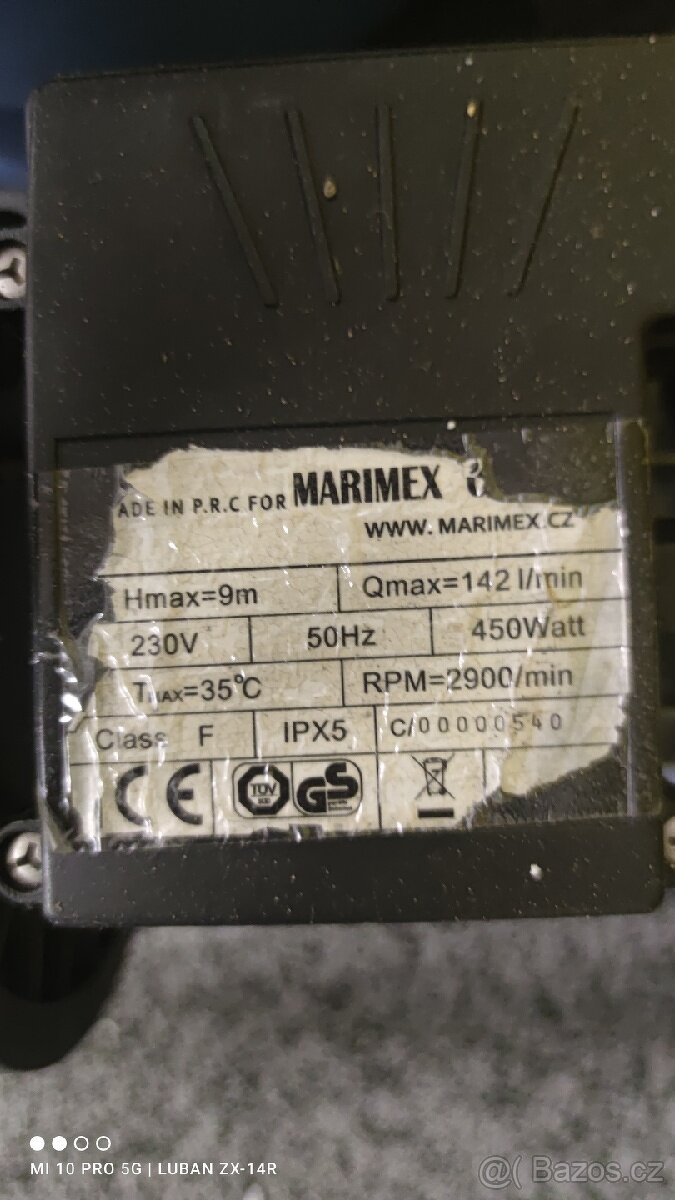 ADE IN P.R.C FOR MARIMEX
WWW.MARIMEX.CZ
Hmax=9m Qmax=142 l/min
230V 50Hz 450Watt
TMAX=35°C RPM=2900/min
Class F IPX5 C/00000540
CE TÜV GS
MI 10 PRO 5G | LUBAN ZX-14R
@ Bazos.cz